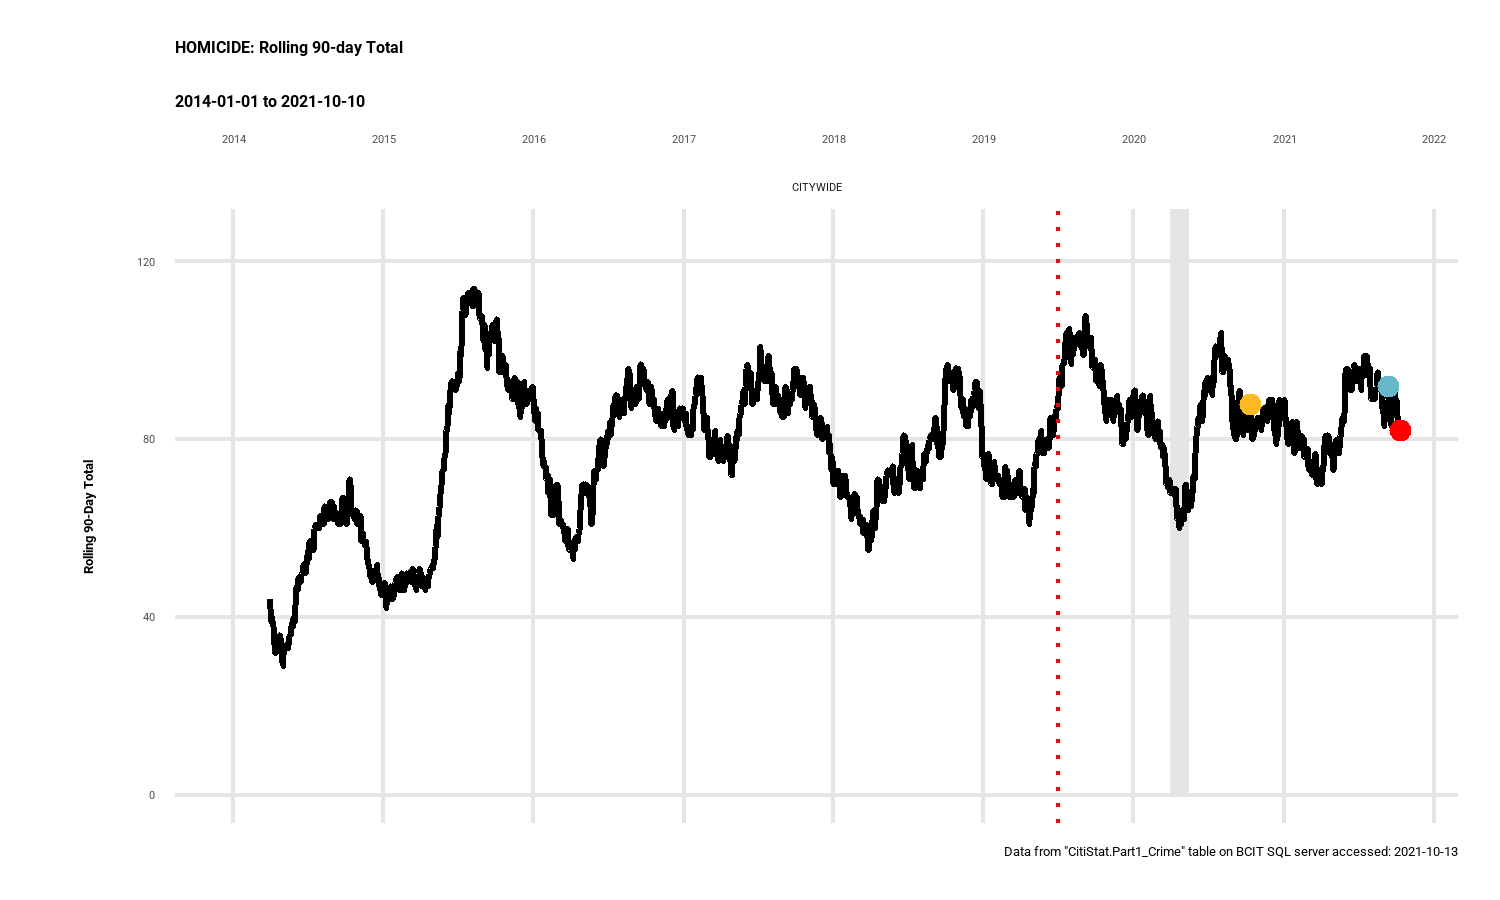 HOMICIDE: Rolling 90-day Total
2014-01-01 to 2021-10-10
2014 2015 2016 2017 2018 2019 2020 2021 2022
CITYWIDE
120
80
40
0
Rolling 90-Day Total
Data from "CitiStat.Part1_Crime" table on BCIT SQL server accessed: 2021-10-13